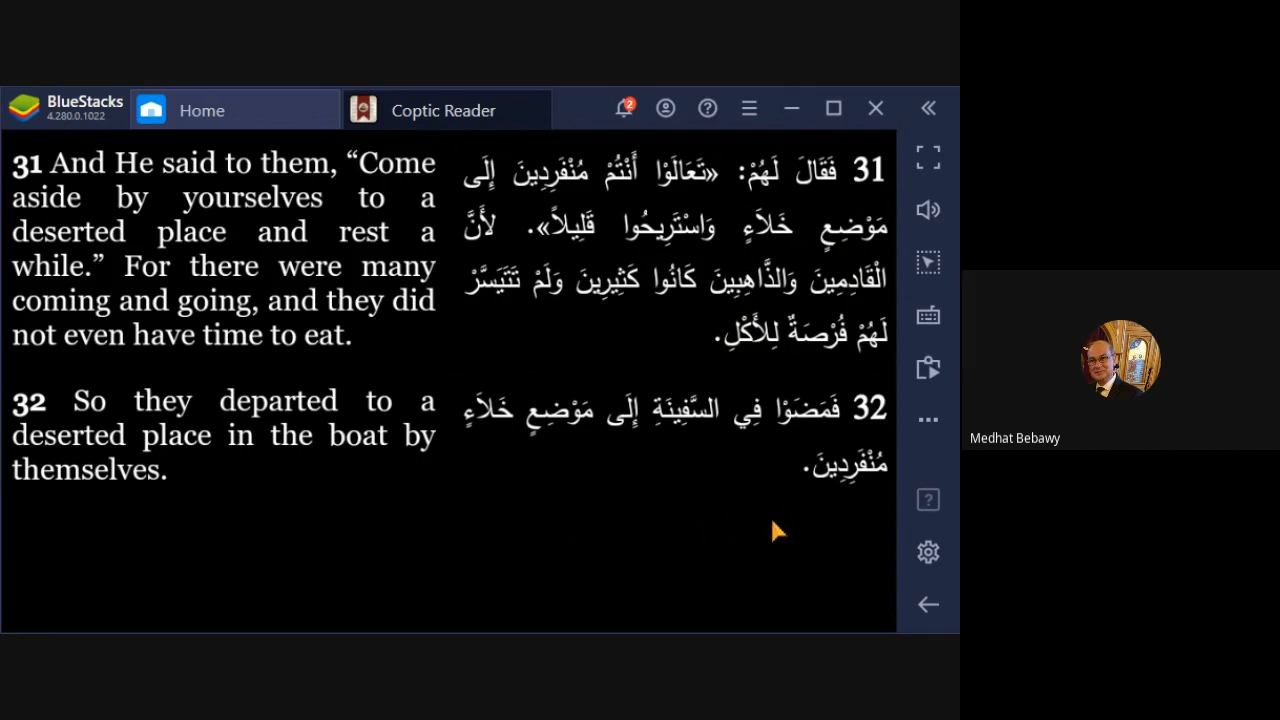 BlueStacks
4.280.0.1022
Home
Coptic Reader
2
31 And He said to them, “Come
aside by yourselves to a
deserted place and rest a
while.” For there were many
coming and going, and they did
not even have time to eat.
32 So they departed to a
deserted place in the boat by
themselves.
31 فَقَالَ لَهُمْ: «تَعَالَوْا أَنْتُمْ مُنْفَرِدِينَ إِلَى
مَوْضِعٍ خَلاَءٍ وَاسْتَرِيحُوا قَلِيلاً». لأَنَّ
الْقَادِمِينَ وَالذَّاهِبِينَ كَانُوا كَثِيرِينَ وَلَمْ تَتَيَسَّرْ
لَهُمْ فُرْصَةٌ لِلأَكْلِ.
32 فَمَضَوْا فِي السَّفِينَةِ إِلَى مَوْضِعٍ خَلاَءٍ
مُنْفَرِدِينَ.
Medhat Bebawy